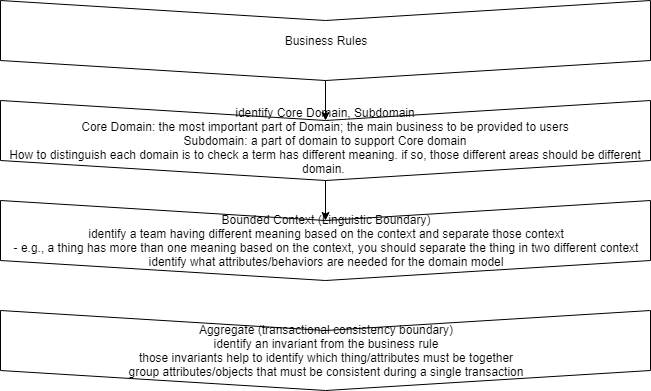 Business Rules
identify Core Domain, Subdomain
Core Domain: the most important part of Domain; the main business to be provided to users
Subdomain: a part of domain to support Core domain
How to distinguish each domain is to check a term has different meaning. if so, those different areas should be different
domain.
Bounded Context (Linguistic Boundary)
identify a team having different meaning based on the context and separate those context
- e.g., a thing has more than one meaning based on the context, you should separate the thing in two different context
identify what attributes/behaviors are needed for the domain model
Aggregate (transactional consistency boundary)
identify an invariant from the business rule
those invariants help to identify which thing/attributes must be together
group attributes/objects that must be consistent during a single transaction